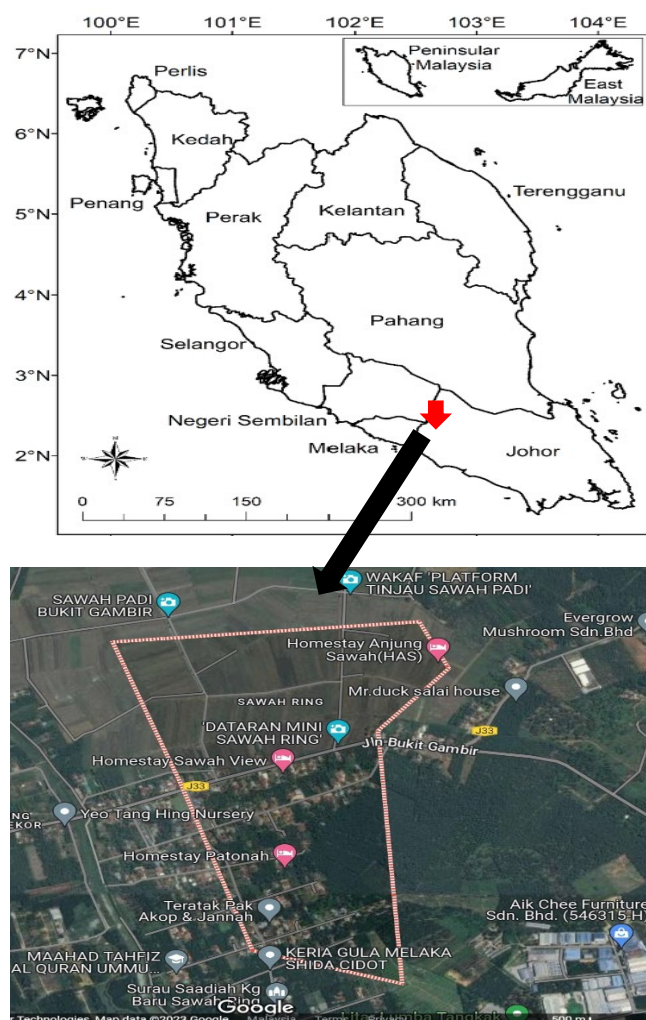 100°E 101°E 102°E 103°E 104°E
7°N
6°N
5°N
4°N
3°N
2°N
Peninsular
Malaysia
East
Malaysia
Perlis
Kedah
Penang
Perak
Kelantan
Terengganu
Pahang
Selangor
Negeri Sembilan
Melaka
Johor
0 75 150 300 km
SAWAH PADI
BUKIT GAMBIR
WAKAF 'PLATFORM
TINJAU SAWAH PADI'
Evergrow
Mushroom Sdn.Bhd
Homestay Anjung
Sawah(HAS)
Mr.duck salai house
SAWAH RING
'DATARAN MINI
SAWAH RING'
J33
Jln Bukit Gambir
Homestay Sawah View
J33
Yeo Tang Hing Nursery
Homestay Patonah
Teratak Pak
Akop & Jannah
Aik Chee Furniture
Sdn. Bhd. (546315-H)
MAAHAD TAHFIZ
AL QURAN UMMU...
KERIA GULA MELAKA
SHIDA CIDOT
Surau Saadiah Kg
Baru Sawah Ring
Google
Technologies, Map data ©2023 Google Malaysia Terms Privacy 500 m